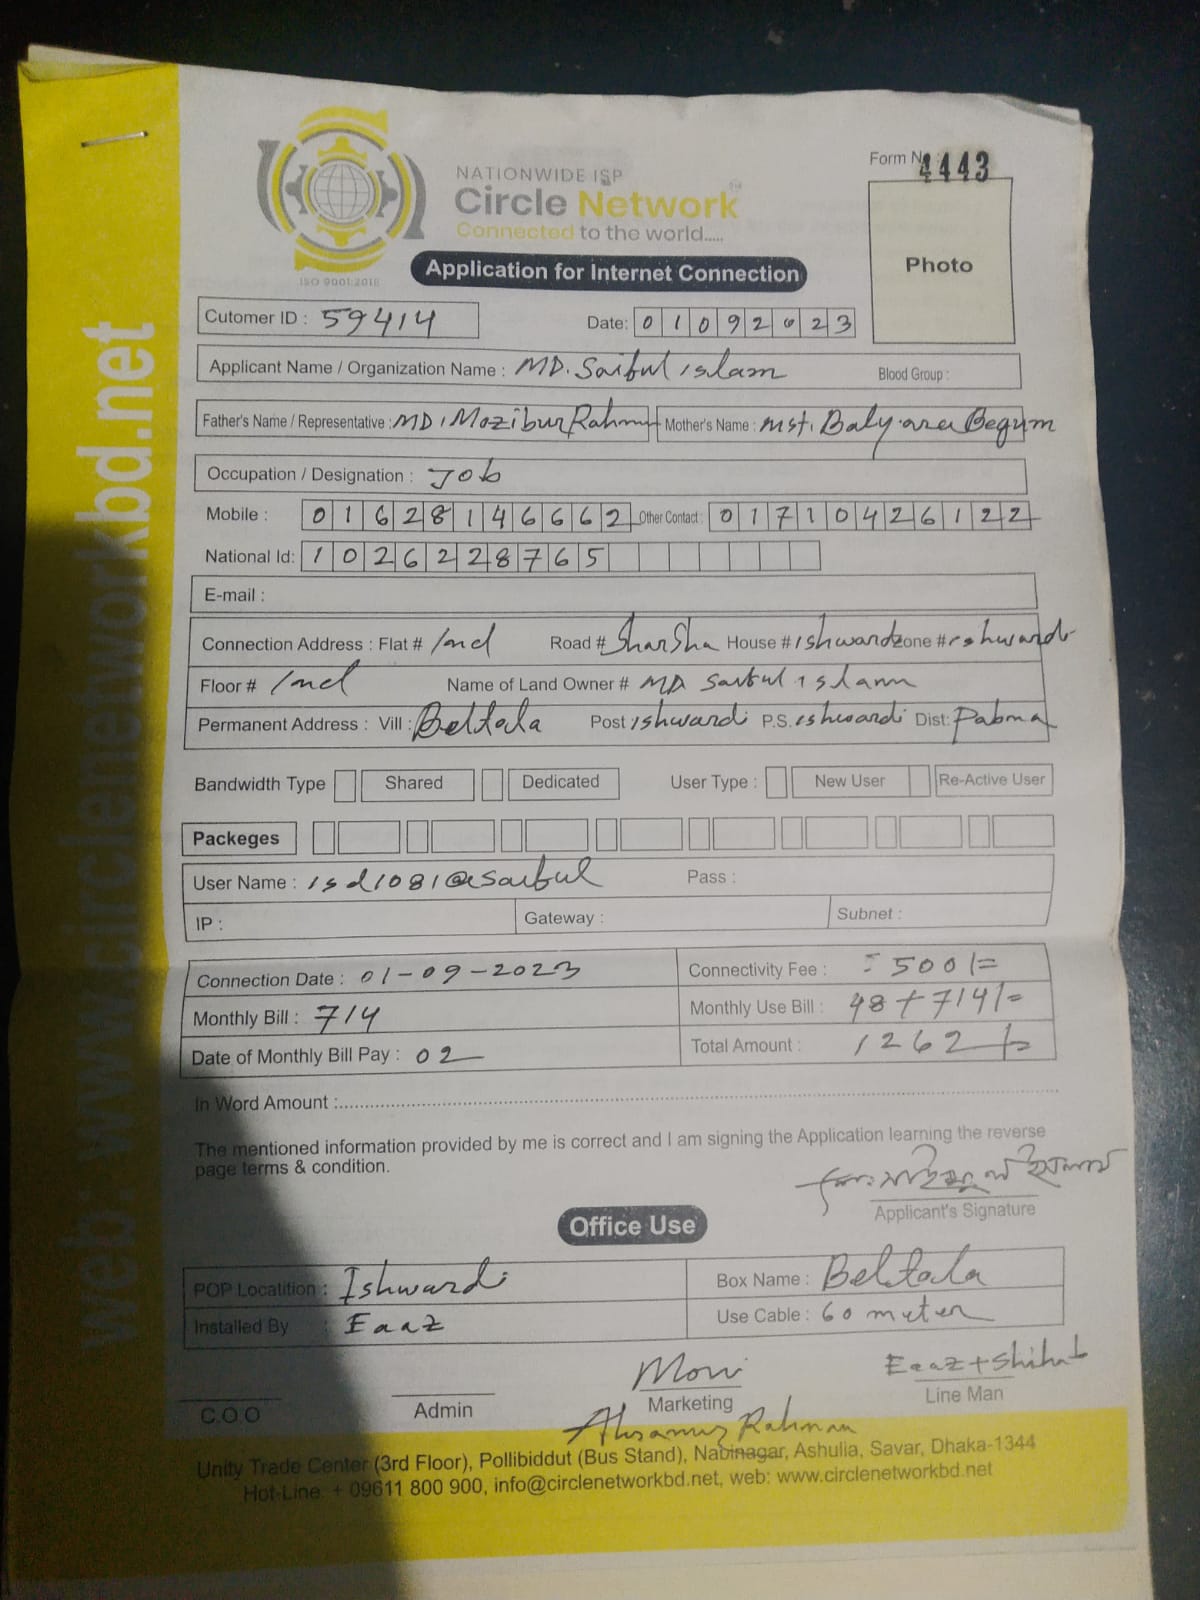 NATIONWIDE ISP
Circle Network
Connected to the world.....
ISO 9001:2018
Form No 4443
Photo
Application for Internet Connection
Cutomer ID : 59414 Date: 01092023
Applicant Name / Organization Name : MD. Saiful islam Blood Group :
Father's Name / Representative : MD. Mozibur Rahman Mother's Name : Mst. Baly ara Begum
Occupation / Designation : Job
Mobile : 01628146662 Other Contact : 01710426122
National Id: 1026228765
E-mail :
Connection Address : Flat # Ind Road # Sharsha House # ishwardi Zone # ishwardi
Floor # Ind Name of Land Owner # MD Saiful islam
Permanent Address : Vill : Beltala Post ishwardi P.S. ishwardi Dist: Pabna
Bandwidth Type Shared Dedicated User Type : New User Re-Active User
Packeges
User Name : isd1081@saiful Pass :
IP : Gateway : Subnet :
Connection Date : 01-09-2023 Connectivity Fee : = 500/=
Monthly Bill : 714 Monthly Use Bill : 48+714/=
Date of Monthly Bill Pay : 02 Total Amount : 1262/=
In Word Amount :
The mentioned information provided by me is correct and I am signing the Application learning the reverse
page terms & condition.
মোঃ সাইফুল ইসলাম
Applicant's Signature
Office Use
POP Locatition : Ishwardi Box Name : Beltala
Installed By : Eaaz Use Cable : 60 meter
C.O.O Admin Moni Marketing Eaaz+Shihab Line Man
Rahman
Unity Trade Center (3rd Floor), Pollibiddut (Bus Stand), Nabinagar, Ashulia, Savar, Dhaka-1344
Hot-Line: + 09611 800 900, info@circlenetworkbd.net, web: www.circlenetworkbd.net
web: www.circlenetworkbd.net